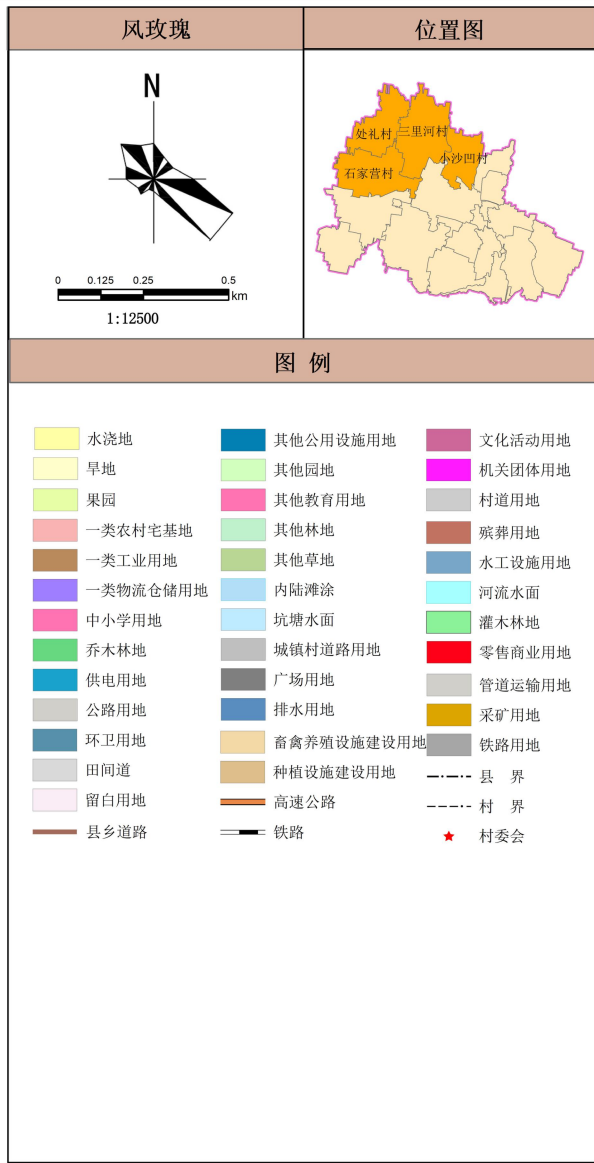 风玫瑰
位置图
N
0 0.125 0.25 0.5
km
1:12500
处礼村
三里河村
小沙凹村
石家营村
图 例
水浇地
旱地
果园
一类农村宅基地
一类工业用地
一类物流仓储用地
中小学用地
乔木林地
供电用地
公路用地
环卫用地
田间道
留白用地
县乡道路
其他公用设施用地
其他园地
其他教育用地
其他林地
其他草地
内陆滩涂
坑塘水面
城镇村道路用地
广场用地
排水用地
畜禽养殖设施建设用地
种植设施建设用地
高速公路
铁路
文化活动用地
机关团体用地
村道用地
殡葬用地
水工设施用地
河流水面
灌木林地
零售商业用地
管道运输用地
采矿用地
铁路用地
县 界
村 界
村委会